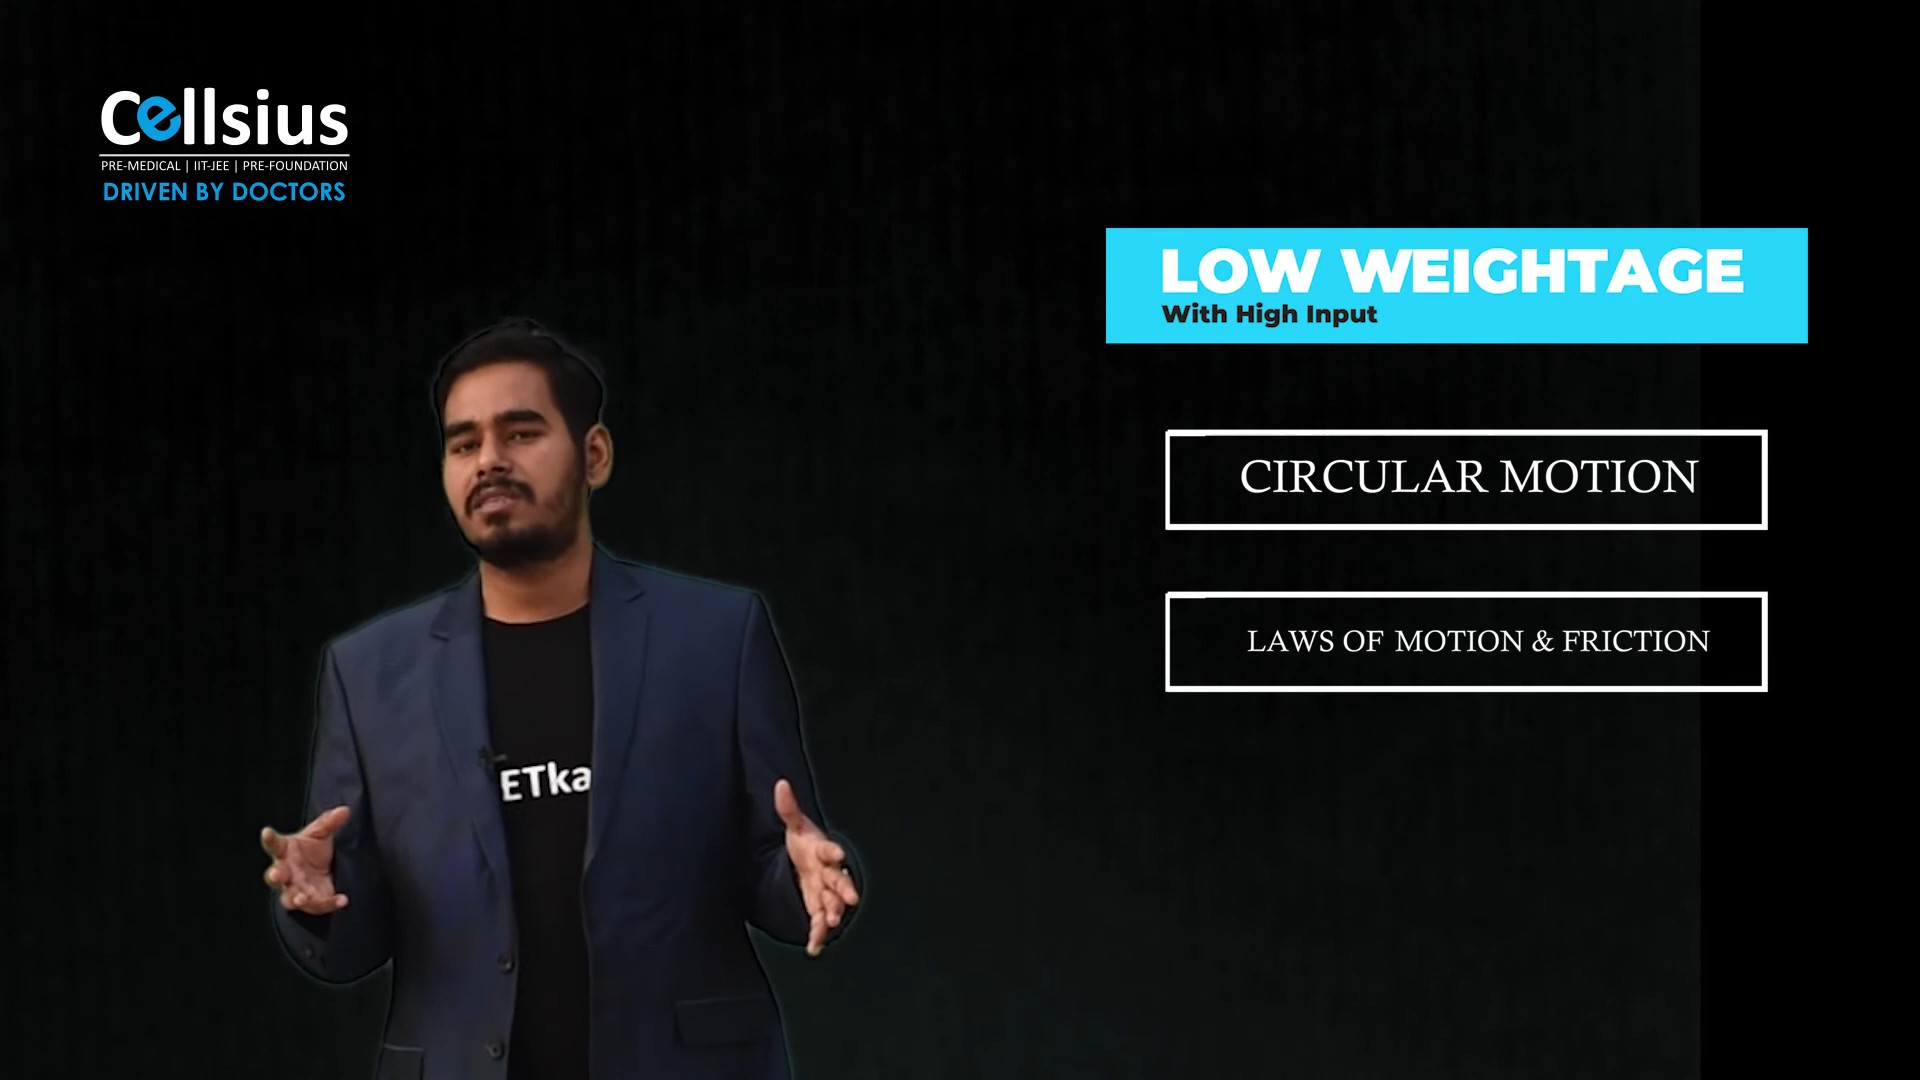 Cellsius
PRE-MEDICAL | IIT-JEE | PRE-FOUNDATION
DRIVEN BY DOCTORS
LOW WEIGHTAGE
With High Input
CIRCULAR MOTION
LAWS OF MOTION & FRICTION
ETka